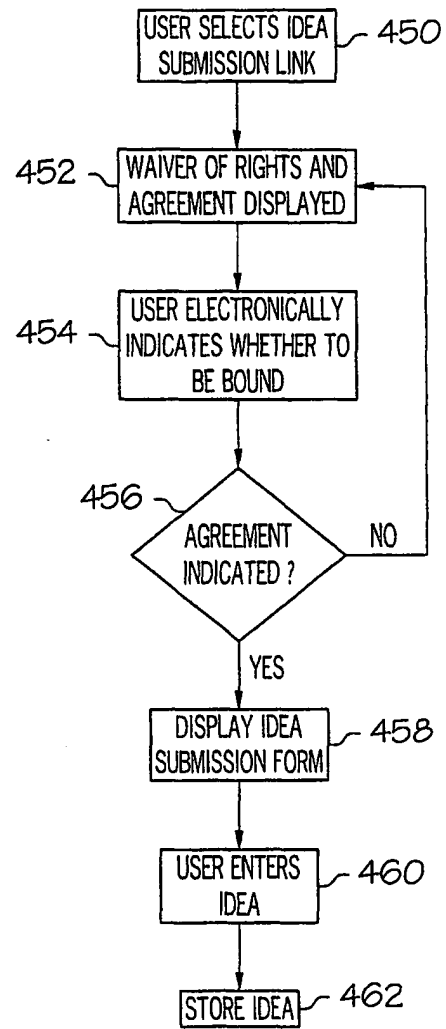 USER SELECTS IDEA
SUBMISSION LINK
450
452
WAIVER OF RIGHTS AND
AGREEMENT DISPLAYED
454
USER ELECTRONICALLY
INDICATES WHETHER TO
BE BOUND
456
AGREEMENT
INDICATED ?
NO
YES
DISPLAY IDEA
SUBMISSION FORM
458
USER ENTERS
IDEA
460
STORE IDEA
462